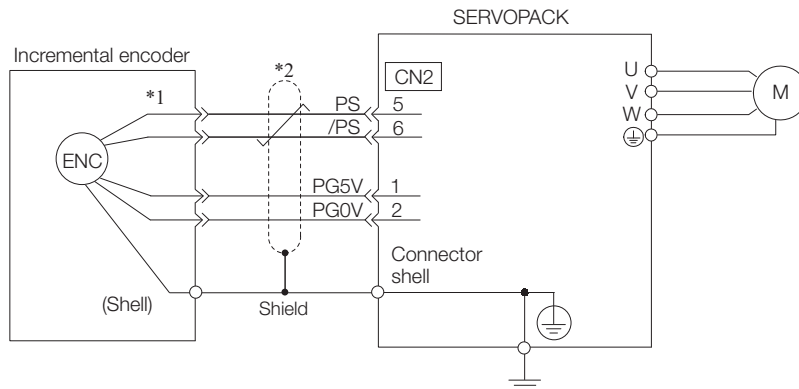 SERVOPACK
Incremental encoder
*2
CN2
*1
PS 5
/PS 6
ENC
PG5V 1
PG0V 2
U
V
W
M
Connector
shell
(Shell)
Shield